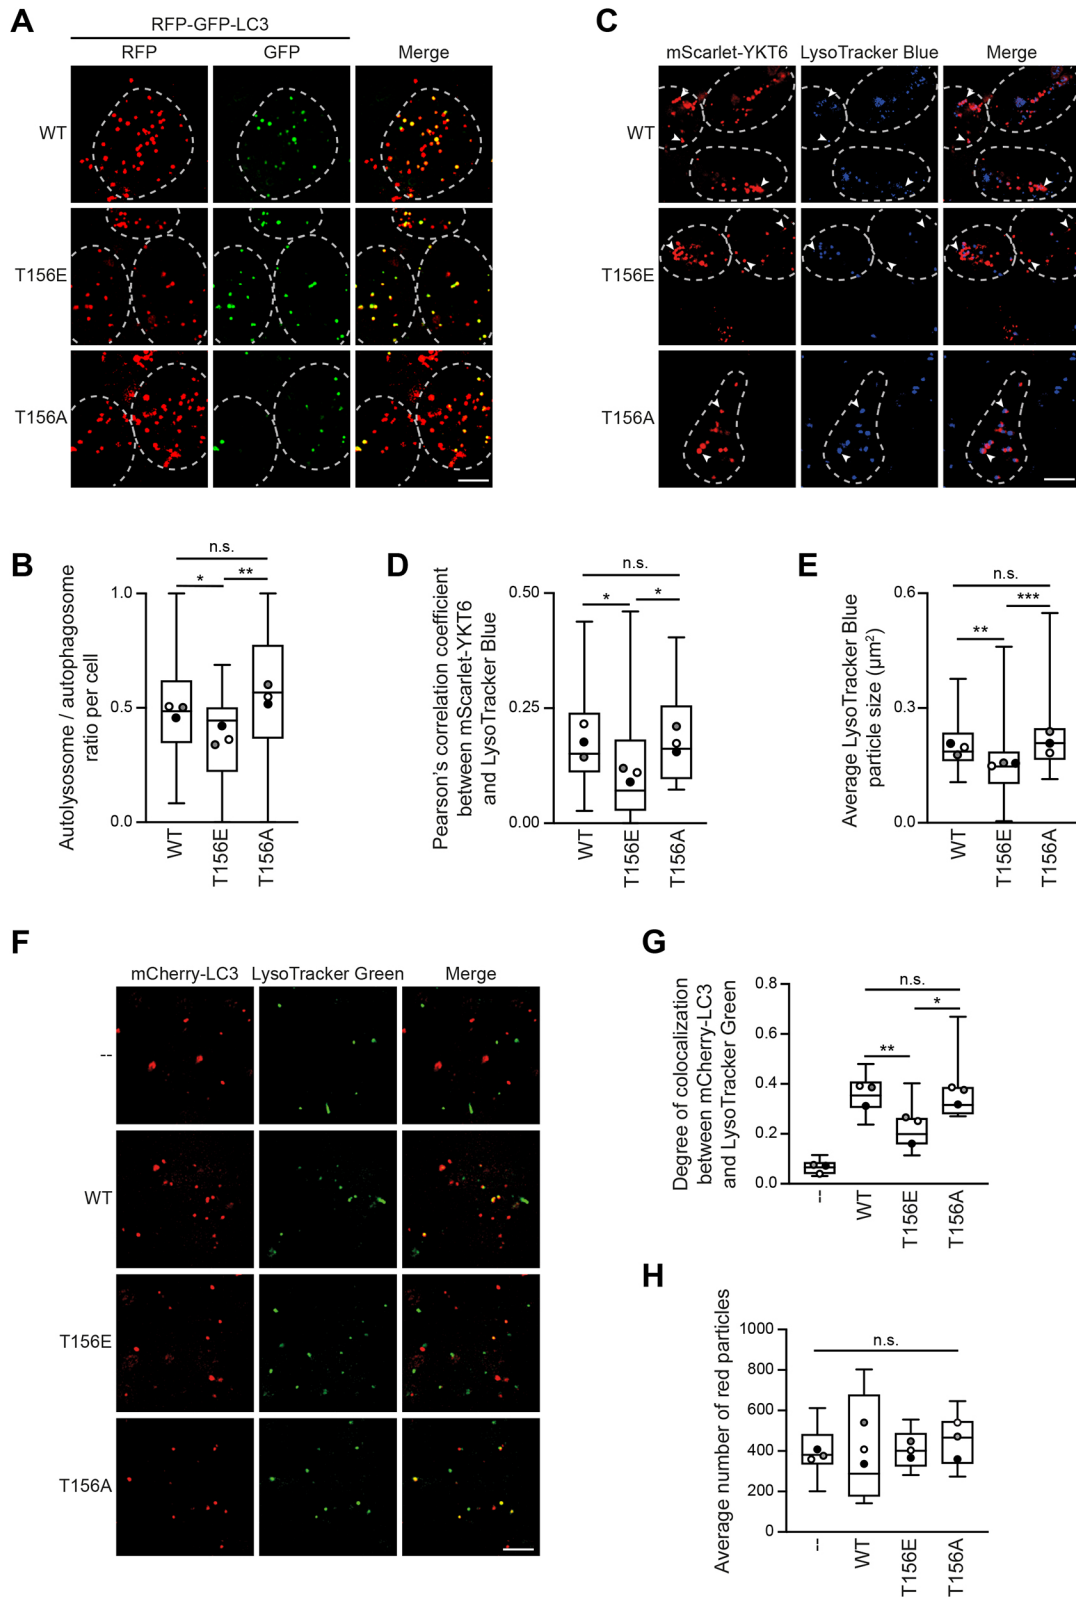 A
RFP-GFP-LC3
RFP GFP Merge
WT
T156E
T156A
C
mScarlet-YKT6 LysoTracker Blue Merge
WT
T156E
T156A
B
Autolysosome / autophagosome
ratio per cell
1.0
0.5
0.0
n.s.
* **
WT T156E T156A
D
Pearson's correlation coefficient
between mScarlet-YKT6
and LysoTracker Blue
0.50
0.25
0.00
n.s.
* *
WT T156E T156A
E
Average LysoTracker Blue
particle size (µm²)
0.6
0.3
0.0
n.s.
***
**
WT T156E T156A
F
mCherry-LC3 LysoTracker Green Merge
--
WT
T156E
T156A
G
Degree of colocalization
between mCherry-LC3
and LysoTracker Green
0.8
0.6
0.4
0.2
0.0
n.s.
*
**
-- WT T156E T156A
H
Average number of red particles
1000
800
600
400
200
0
n.s.
-- WT T156E T156A